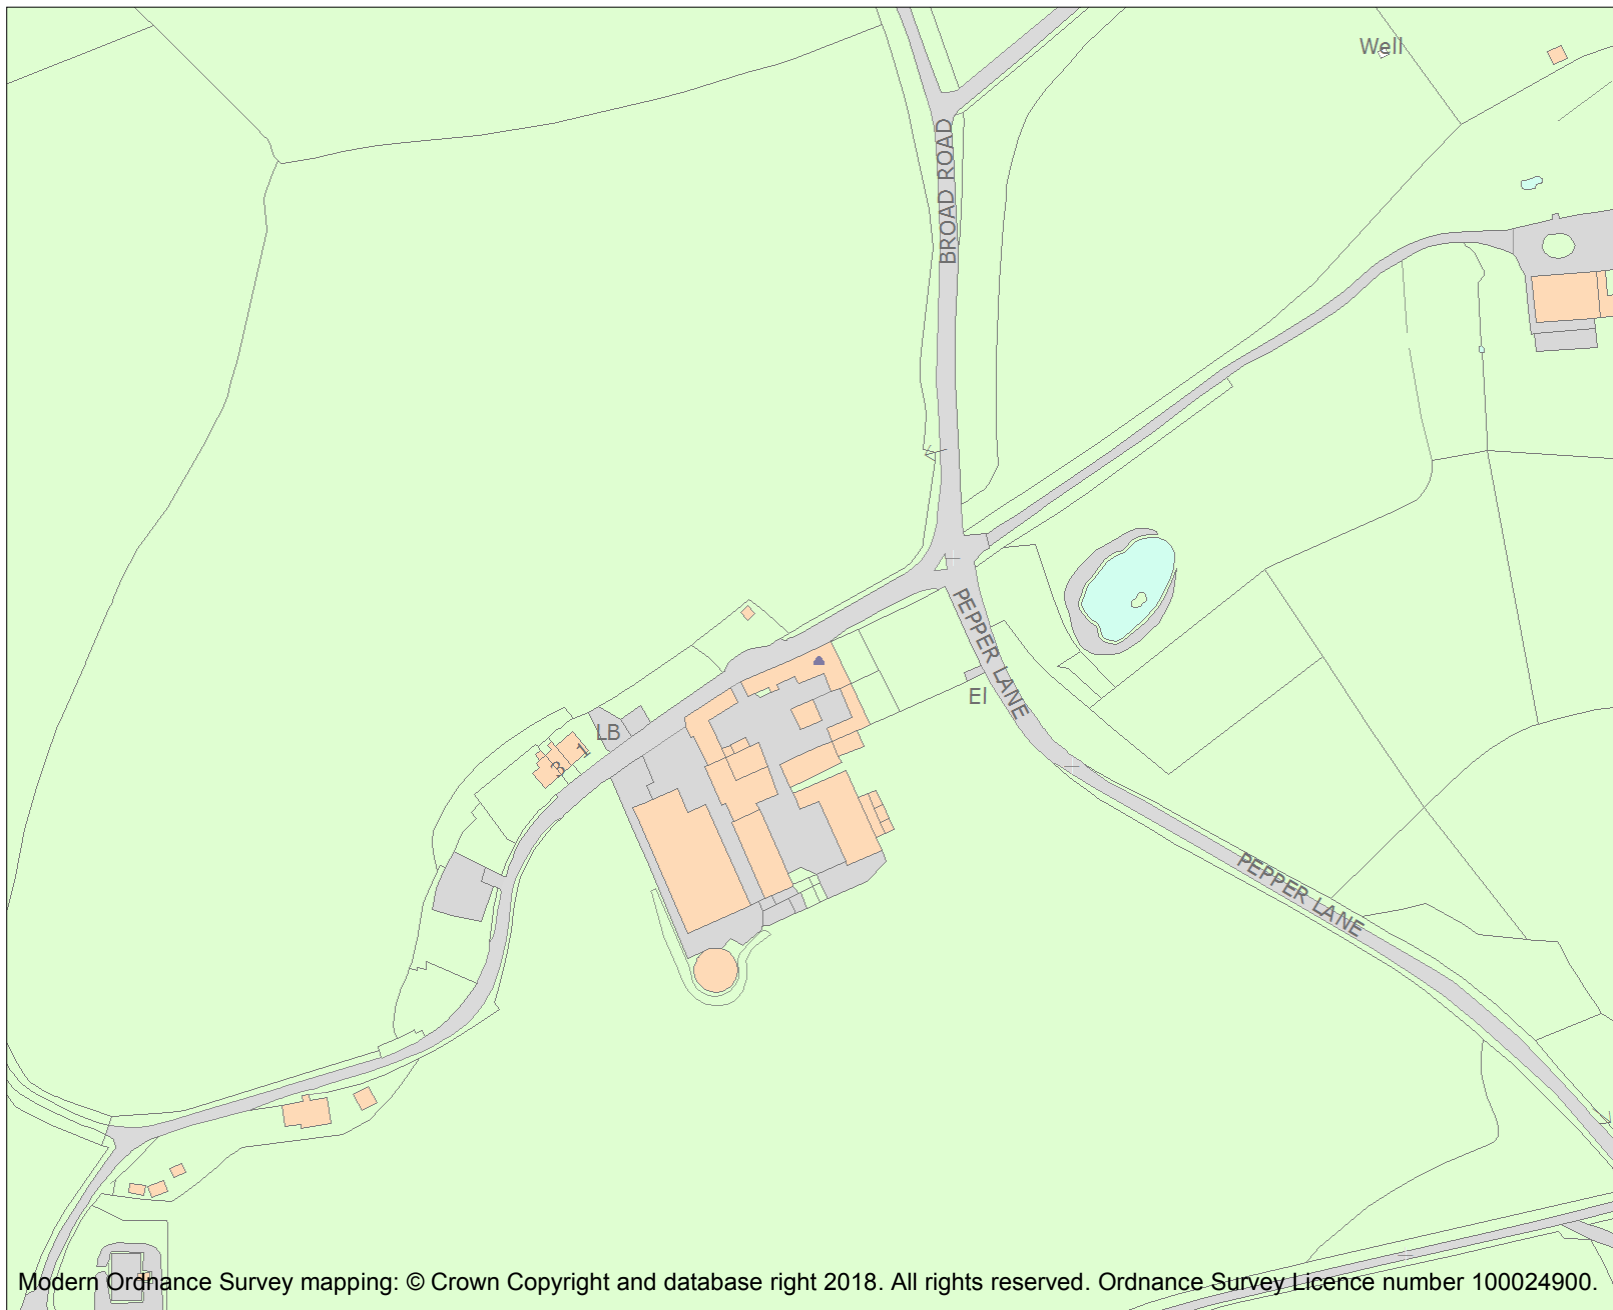 Well
BROAD ROAD
PEPPER LANE
El
LB
1
3
PEPPER LANE
Modern Ordnance Survey mapping: © Crown Copyright and database right 2018. All rights reserved. Ordnance Survey Licence number 100024900.